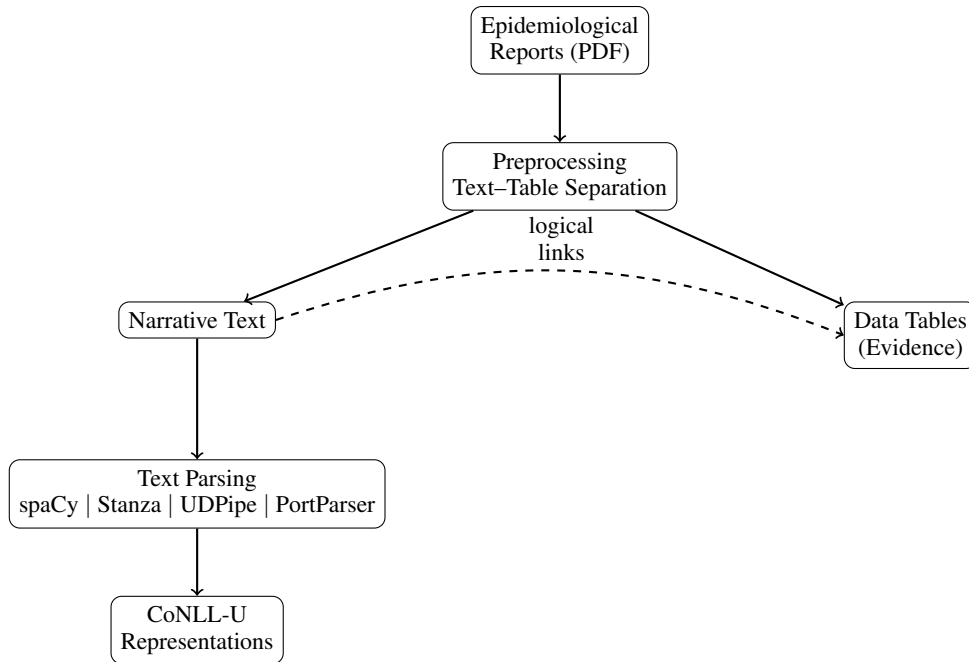 Epidemiological
Reports (PDF)
Preprocessing
Text–Table Separation
logical
links
Narrative Text
Data Tables
(Evidence)
Text Parsing
spaCy | Stanza | UDPipe | PortParser
CoNLL-U
Representations